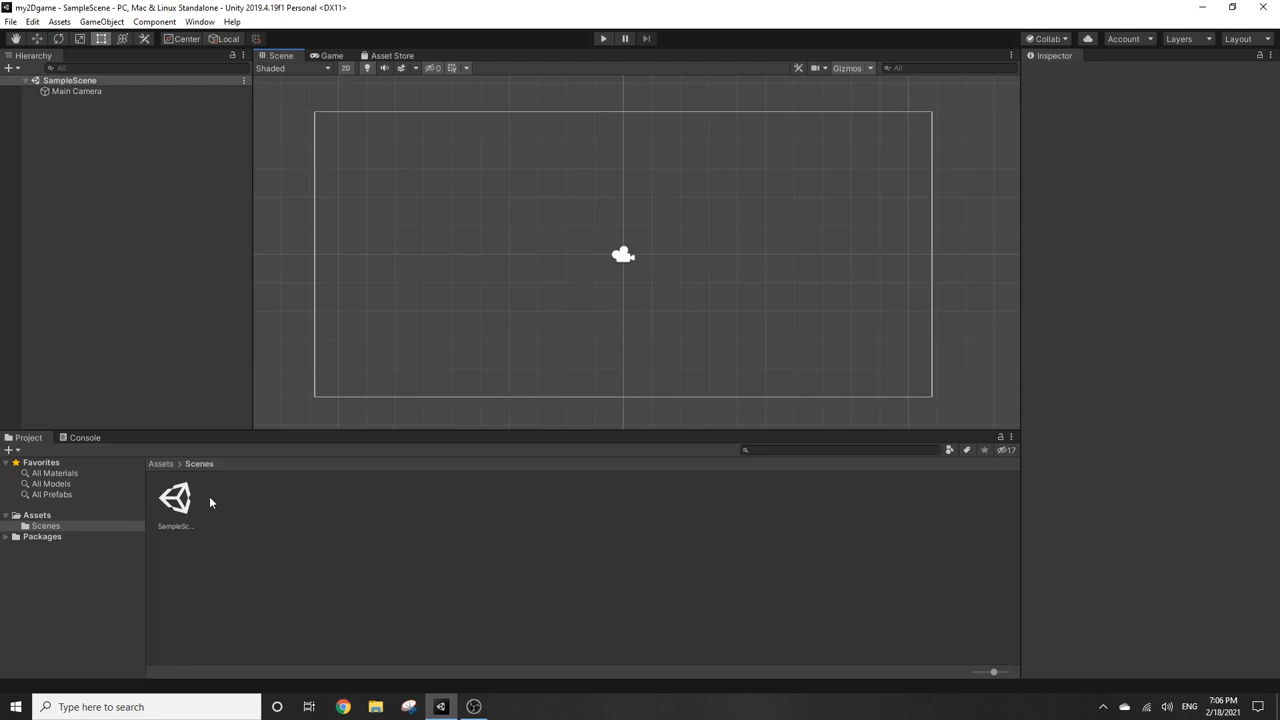 my2Dgame - SampleScene - PC, Mac & Linux Standalone - Unity 2019.4.19f1 Personal <DX11>
File Edit Assets GameObject Component Window Help
Center Local Collab Account Layers Layout
Hierarchy Scene Game Asset Store Inspector
All Shaded 2D 0 Gizmos All
SampleScene
Main Camera
Project Console
17
Favorites Assets > Scenes
All Materials
All Models
All Prefabs
Assets
Scenes SampleSc...
Packages
Type here to search
ENG
7:06 PM
2/18/2021